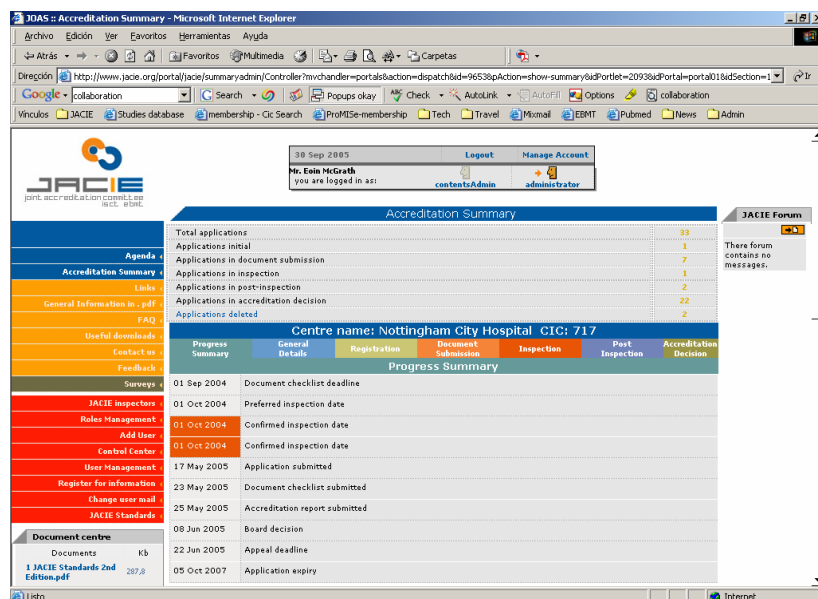 JOAS :: Accreditation Summary - Microsoft Internet Explorer
Archivo Edición Ver Favoritos Herramientas Ayuda
Atrás Favoritos Multimedia Carpetas
Dirección http://www.jacie.org/portal/jacie/summaryadmin/Controller?mvchandler=portals&action=dispatch&id=9653&pAction=show-summary&idPortlet=2093&idPortal=portal01&idSection=1 Ir
Google collaboration Search Popups okay ABC Check AutoLink AutoFill Options collaboration
Vínculos JACIE Studies database membership - Cic Search ProMISe-membership Tech Travel Mixmail EBMT Pubmed News Admin
JACIE
joint accreditation committee
isct ebmt
30 Sep 2005 Logout Manage Account
Mr. Eoin McGrath
you are logged in as: contentsAdmin administrator
Agenda
Accreditation Summary
Links
General Information in . pdf
FAQ
Useful downloads
Contact us
Feedback
Surveys
JACIE inspectors
Roles Management
Add User
Control Center
User Management
Register for information
Change user mail
JACIE Standards
Document centre
Documents Kb
1 JACIE Standards 2nd Edition.pdf 287,8
Accreditation Summary
Total applications 33
Applications initial 1
Applications in document submission 7
Applications in inspection 1
Applications in post-inspection 2
Applications in accreditation decision 22
Applications deleted 2
Centre name: Nottingham City Hospital CIC: 717
Progress Summary General Details Registration Document Submission Inspection Post Inspection Accreditation Decision
Progress Summary
01 Sep 2004 Document checklist deadline
01 Oct 2004 Preferred inspection date
01 Oct 2004 Confirmed inspection date
01 Oct 2004 Confirmed inspection date
17 May 2005 Application submitted
23 May 2005 Document checklist submitted
25 May 2005 Accreditation report submitted
08 Jun 2005 Board decision
22 Jun 2005 Appeal deadline
05 Oct 2007 Application expiry
JACIE Forum
There forum
contains no
messages.
Listo Internet